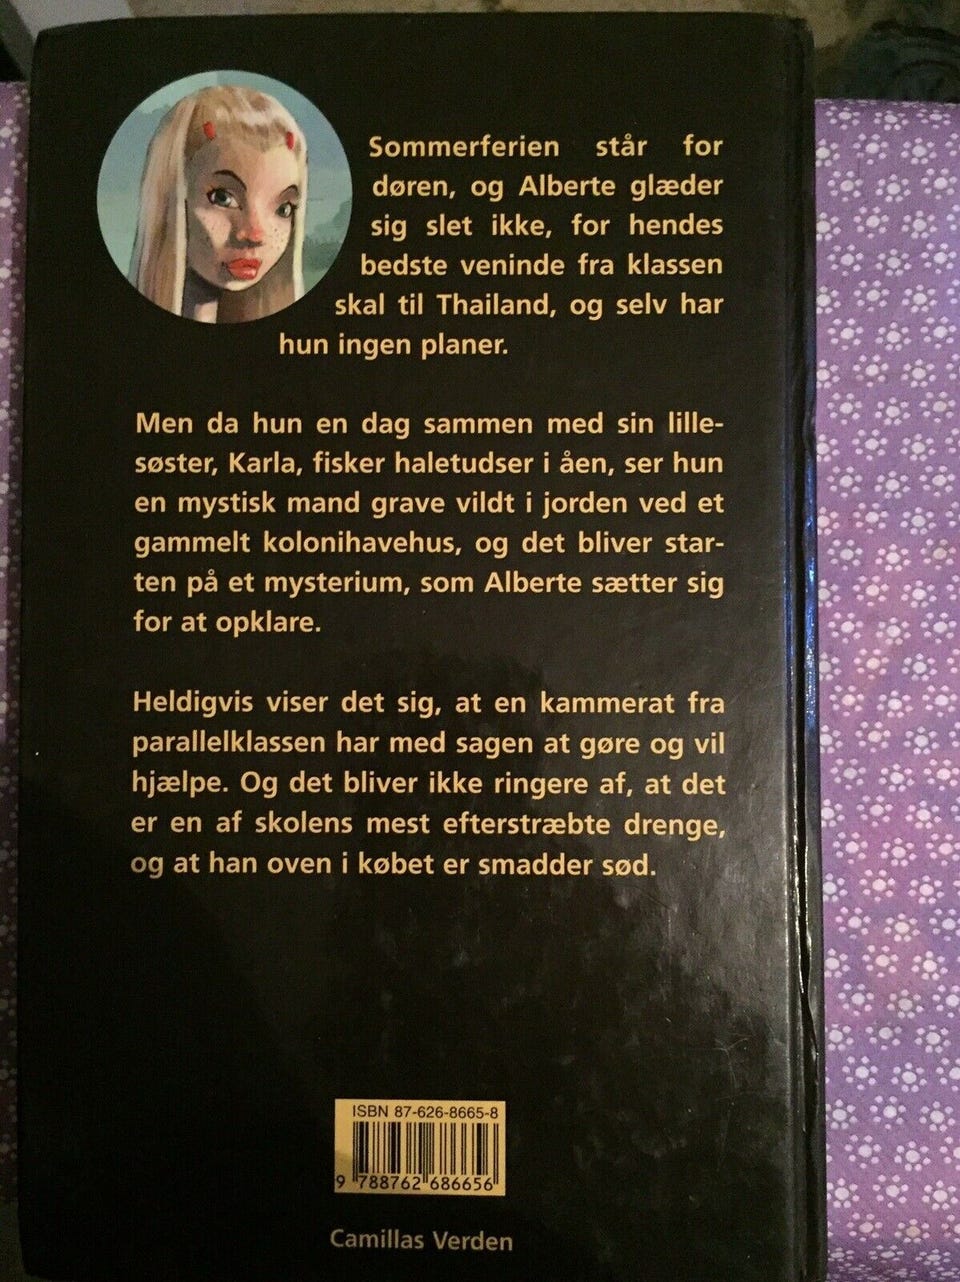 Sommerferien står for
døren, og Alberte glæder
sig slet ikke, for hendes
bedste veninde fra klassen
skal til Thailand, og selv har
hun ingen planer.
Men da hun en dag sammen med sin lille-
søster, Karla, fisker haletudser i åen, ser hun
en mystisk mand grave vildt i jorden ved et
gammelt kolonihavehus, og det bliver star-
ten på et mysterium, som Alberte sætter sig
for at opklare.
Heldigvis viser det sig, at en kammerat fra
parallelklassen har med sagen at gøre og vil
hjælpe. Og det bliver ikke ringere af, at det
er en af skolens mest efterstræbte drenge,
og at han oven i købet er smadder sød.
ISBN 87-626-8665-8
9 788762 686656
Camillas Verden